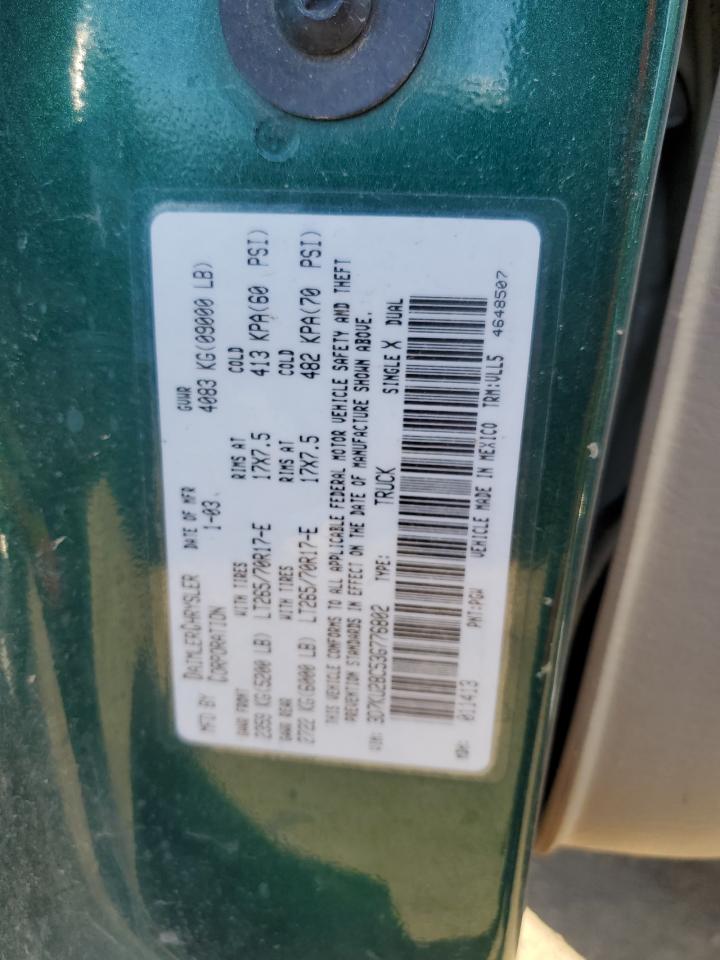 MFD BY DAIMLERCHRYSLER CORPORATION
DATE OF MFR 1-03
GVWR 4083 KG(09000 LB)
GAWR FRONT WITH TIRES RIMS AT COLD
2359 KG(5200 LB) LT265/70R17-E 17X7.5 413 KPA(60 PSI)
GAWR REAR WITH TIRES RIMS AT COLD
2722 KG(6000 LB) LT265/70R17-E 17X7.5 482 KPA(70 PSI)
THIS VEHICLE CONFORMS TO ALL APPLICABLE FEDERAL MOTOR VEHICLE SAFETY AND THEFT
PREVENTION STANDARDS IN EFFECT ON THE DATE OF MANUFACTURE SHOWN ABOVE.
VIN: 3D7KU28C53G776802 TYPE: TRUCK SINGLE X DUAL
MDH: 011413 PNT:PGW VEHICLE MADE IN MEXICO TRM:VLL5 4648507